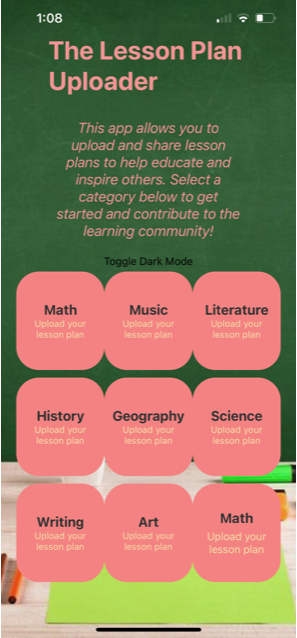 1:08
The Lesson Plan
Uploader
This app allows you to
upload and share lesson
plans to help educate and
inspire others. Select a
category below to get
started and contribute to the
learning community!
Toggle Dark Mode
Math
Upload your
lesson plan
Music
Upload your
lesson plan
Literature
Upload your
lesson plan
History
Upload your
lesson plan
Geography
Upload your
lesson plan
Science
Upload your
lesson plan
Writing
Upload your
lesson plan
Art
Upload your
lesson plan
Math
Upload your
lesson plan